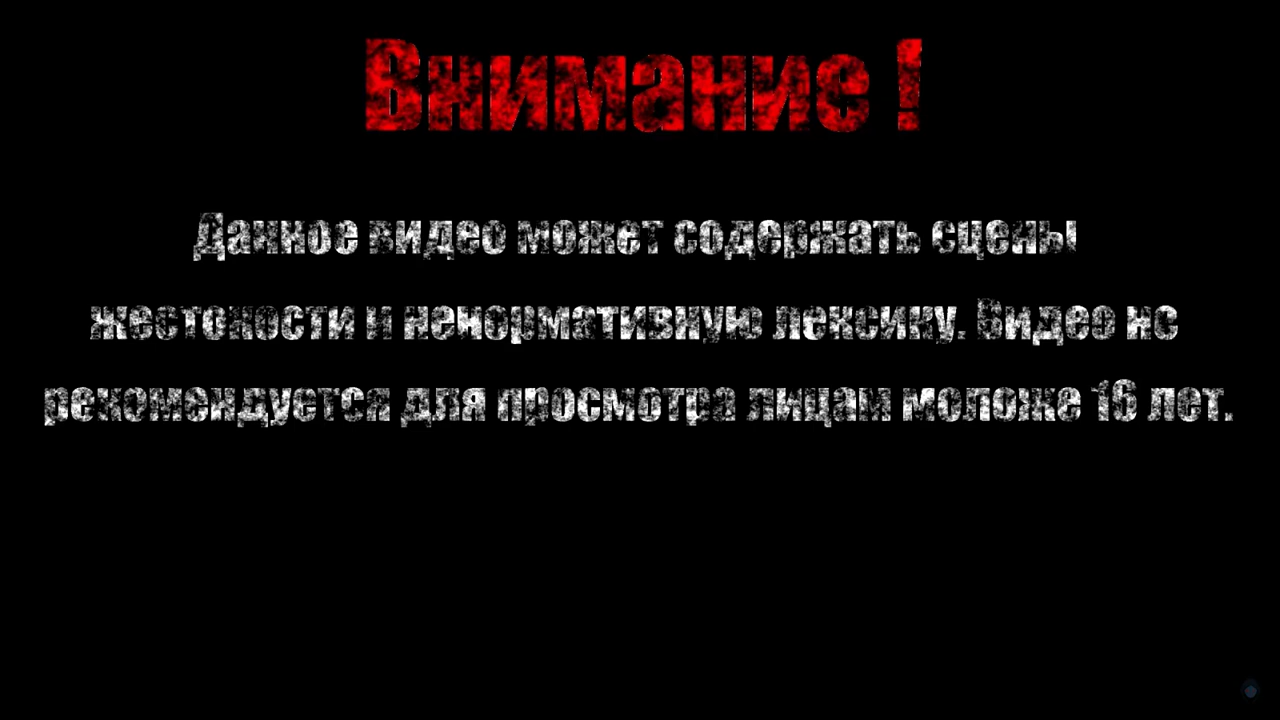 Внимание !
Данное видео может содержать сцены
жестокости и ненормативную лексику. Видео не
рекомендуется для просмотра лицам моложе 16 лет.